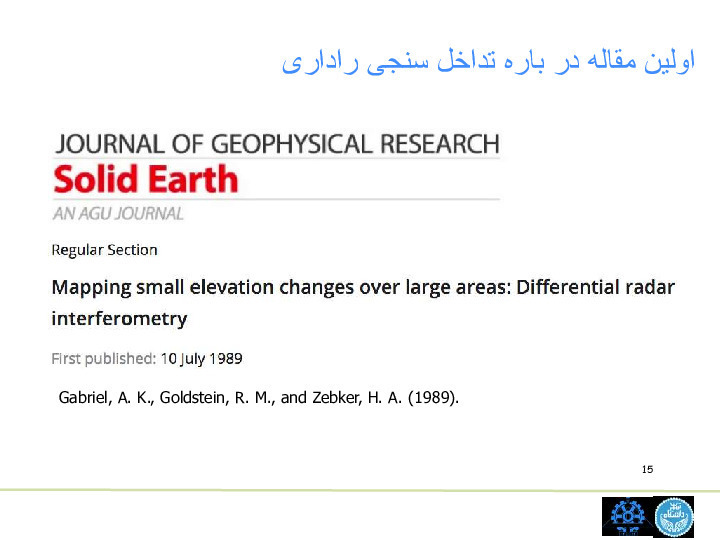 اولین مقاله در باره تداخل سنجی راداری
JOURNAL OF GEOPHYSICAL RESEARCH
Solid Earth
AN AGU JOURNAL
Regular Section
Mapping small elevation changes over large areas: Differential radar
interferometry
First published: 10 July 1989
Gabriel, A. K., Goldstein, R. M., and Zebker, H. A. (1989).
15